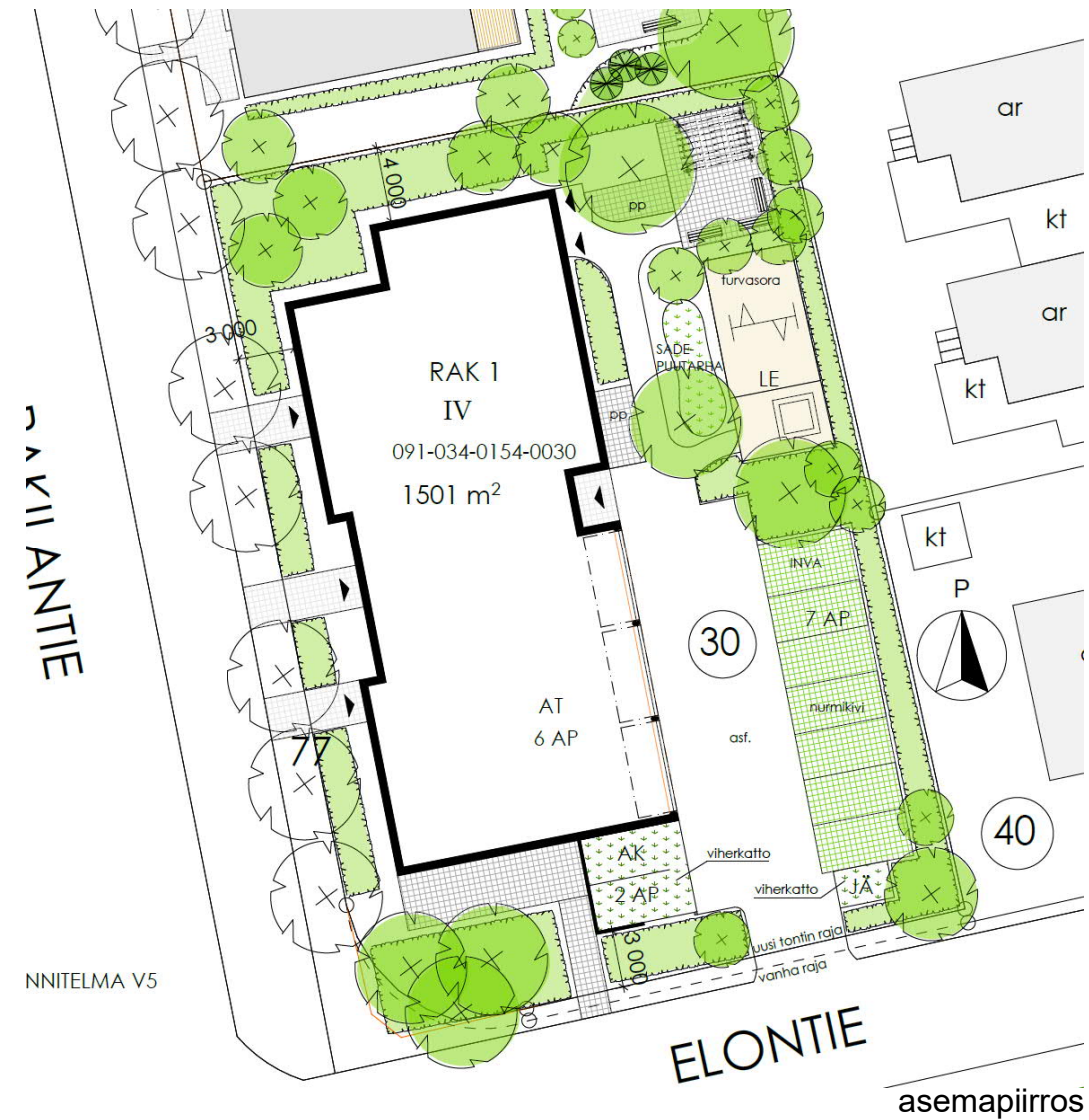 ar
kt
4 000
pp
turvasora
ar
kt
3 000
SADE-
PUUTARHA
LE
RAK 1
IV
091-034-0154-0030
1501 m²
pp
INVA
kt
P
7 AP
30
nurmikivi
ANTIE
AT
6 AP
asf.
77
40
AK
viherkatto
2 AP
viherkatto
JÄ
uusi tontin raja
vanha raja
3 000
NNITELMA V5
ELONTIE
asemapiirros